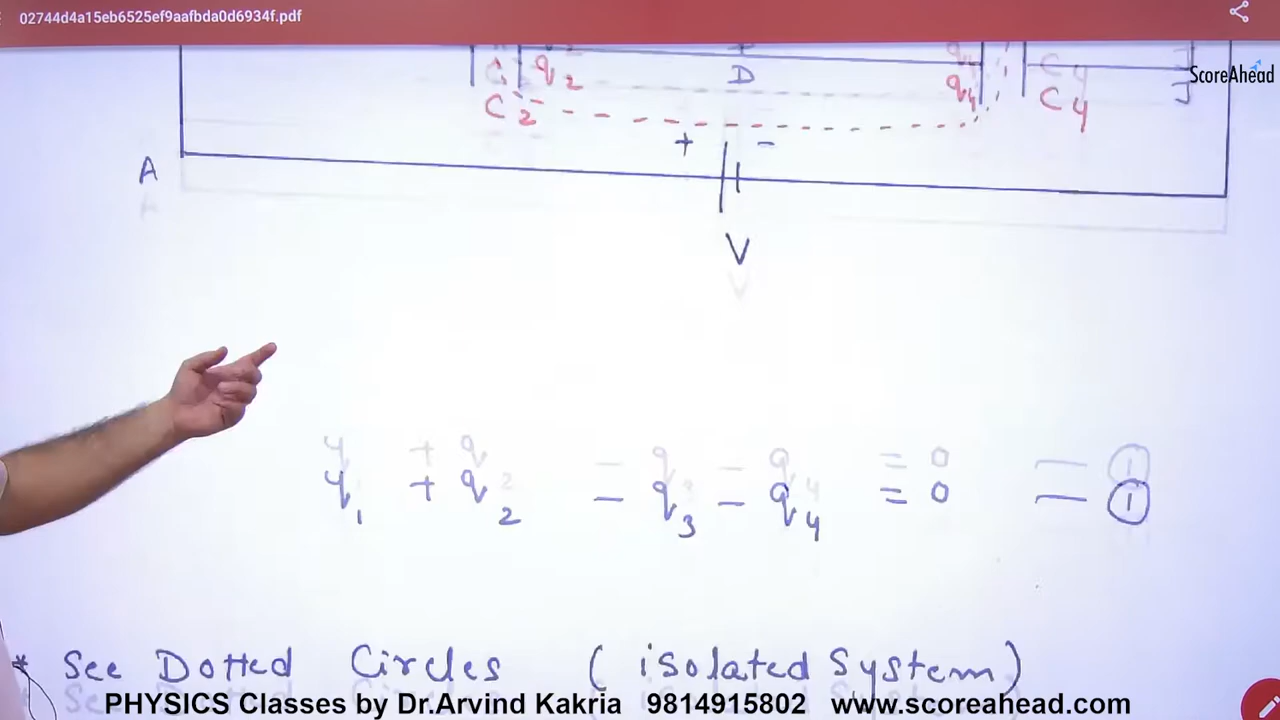 02744d4a15eb6525ef9aafbda0d6934f.pdf
ScoreAhead
q2 D q4
C2 C4
+ −
A
V
q1 + q2 − q3 − q4 = 0 — ①
* See Dotted Circles ( isolated System )
PHYSICS Classes by Dr.Arvind Kakria 9814915802 www.scoreahead.com